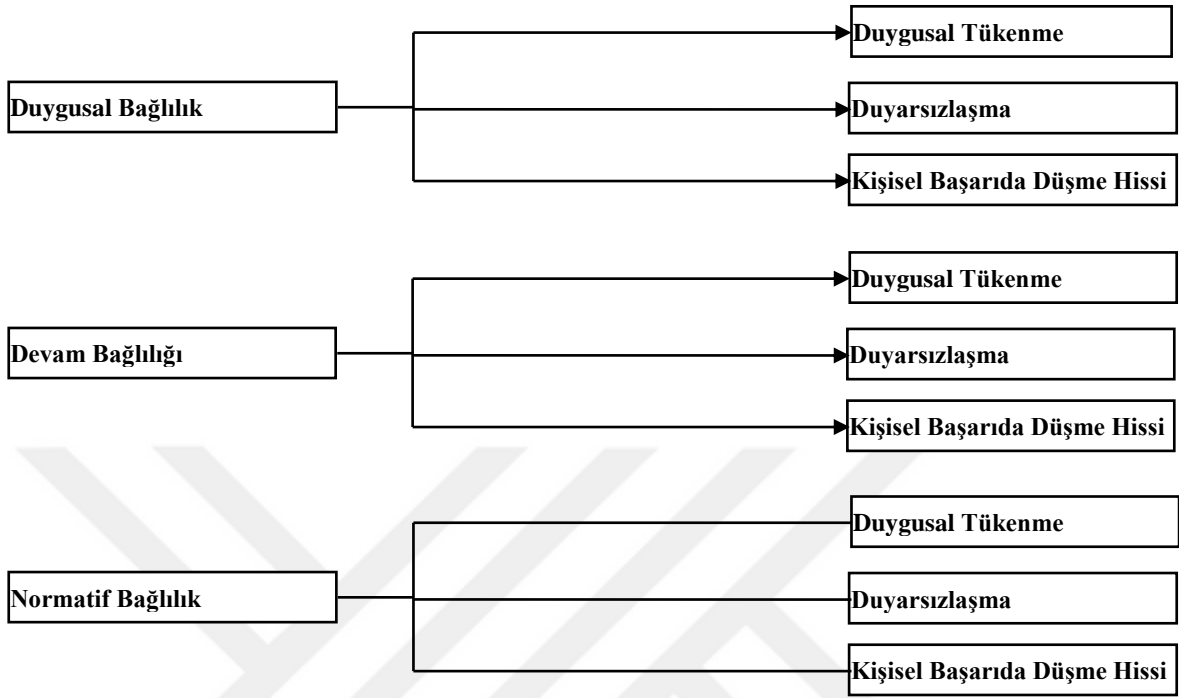 Duygusal Tükenme
Duygusal Bağlılık
Duyarsızlaşma
Kişisel Başarıda Düşme Hissi
Duygusal Tükenme
Devam Bağlılığı
Duyarsızlaşma
Kişisel Başarıda Düşme Hissi
Duygusal Tükenme
Normatif Bağlılık
Duyarsızlaşma
Kişisel Başarıda Düşme Hissi